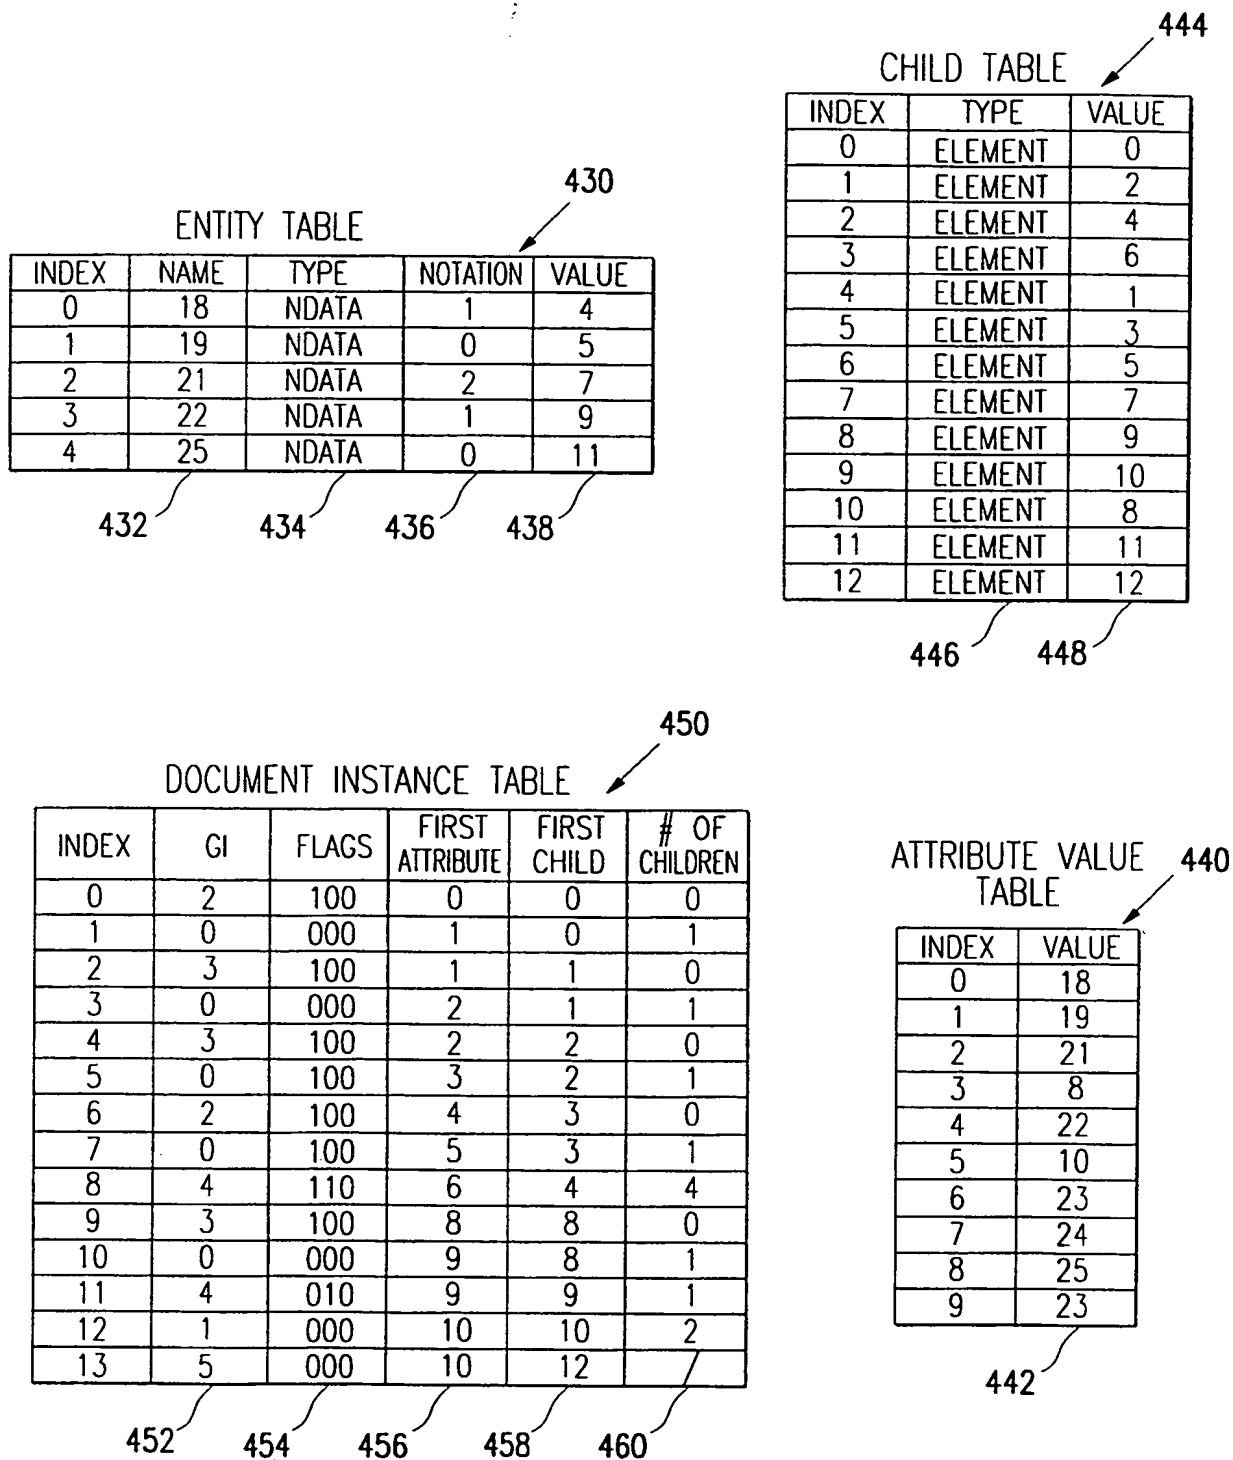 444
CHILD TABLE
INDEX TYPE VALUE
0 ELEMENT 0
1 ELEMENT 2
2 ELEMENT 4
3 ELEMENT 6
4 ELEMENT 1
5 ELEMENT 3
6 ELEMENT 5
7 ELEMENT 7
8 ELEMENT 9
9 ELEMENT 10
10 ELEMENT 8
11 ELEMENT 11
12 ELEMENT 12
446 448
430
ENTITY TABLE
INDEX NAME TYPE NOTATION VALUE
0 18 NDATA 1 4
1 19 NDATA 0 5
2 21 NDATA 2 7
3 22 NDATA 1 9
4 25 NDATA 0 11
432 434 436 438
450
DOCUMENT INSTANCE TABLE
INDEX GI FLAGS FIRST ATTRIBUTE FIRST CHILD # OF CHILDREN
0 2 100 0 0 0
1 0 000 1 0 1
2 3 100 1 1 0
3 0 000 2 1 1
4 3 100 2 2 0
5 0 100 3 2 1
6 2 100 4 3 0
7 0 100 5 3 1
8 4 110 6 4 4
9 3 100 8 8 0
10 0 000 9 8 1
11 4 010 9 9 1
12 1 000 10 10 2
13 5 000 10 12
452 454 456 458 460
ATTRIBUTE VALUE
TABLE
440
INDEX VALUE
0 18
1 19
2 21
3 8
4 22
5 10
6 23
7 24
8 25
9 23
442